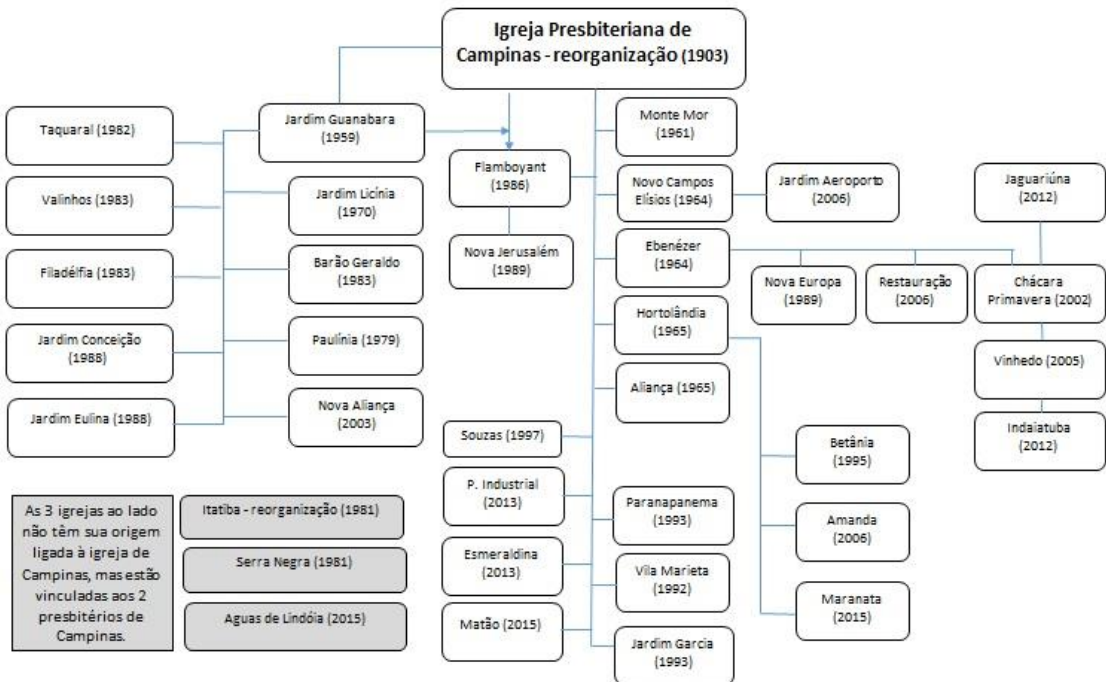 Igreja Presbiteriana de
Campinas - reorganização (1903)
Taquaral (1982)
Valinhos (1983)
Filadélfia (1983)
Jardim Conceição
(1988)
Jardim Eulina (1988)
Jardim Guanabara
(1959)
Jardim Licínia
(1970)
Barão Geraldo
(1983)
Paulínia (1979)
Nova Aliança
(2003)
Flamboyant
(1986)
Nova Jerusalém
(1989)
Monte Mor
(1961)
Novo Campos
Elísios (1964)
Jardim Aeroporto
(2006)
Ebenézer
(1964)
Nova Europa
(1989)
Restauração
(2006)
Jaguariúna
(2012)
Chácara
Primavera (2002)
Vinhedo (2005)
Indaiatuba
(2012)
Hortolândia
(1965)
Aliança (1965)
Betânia
(1995)
Amanda
(2006)
Maranata
(2015)
Souzas (1997)
P. Industrial
(2013)
Esmeraldina
(2013)
Matão (2015)
Paranapanema
(1993)
Vila Marieta
(1992)
Jardim Garcia
(1993)
As 3 igrejas ao lado
não têm sua origem
ligada à igreja de
Campinas, mas estão
vinculadas aos 2
presbitérios de
Campinas.
Itatiba - reorganização (1981)
Serra Negra (1981)
Aguas de Lindóia (2015)